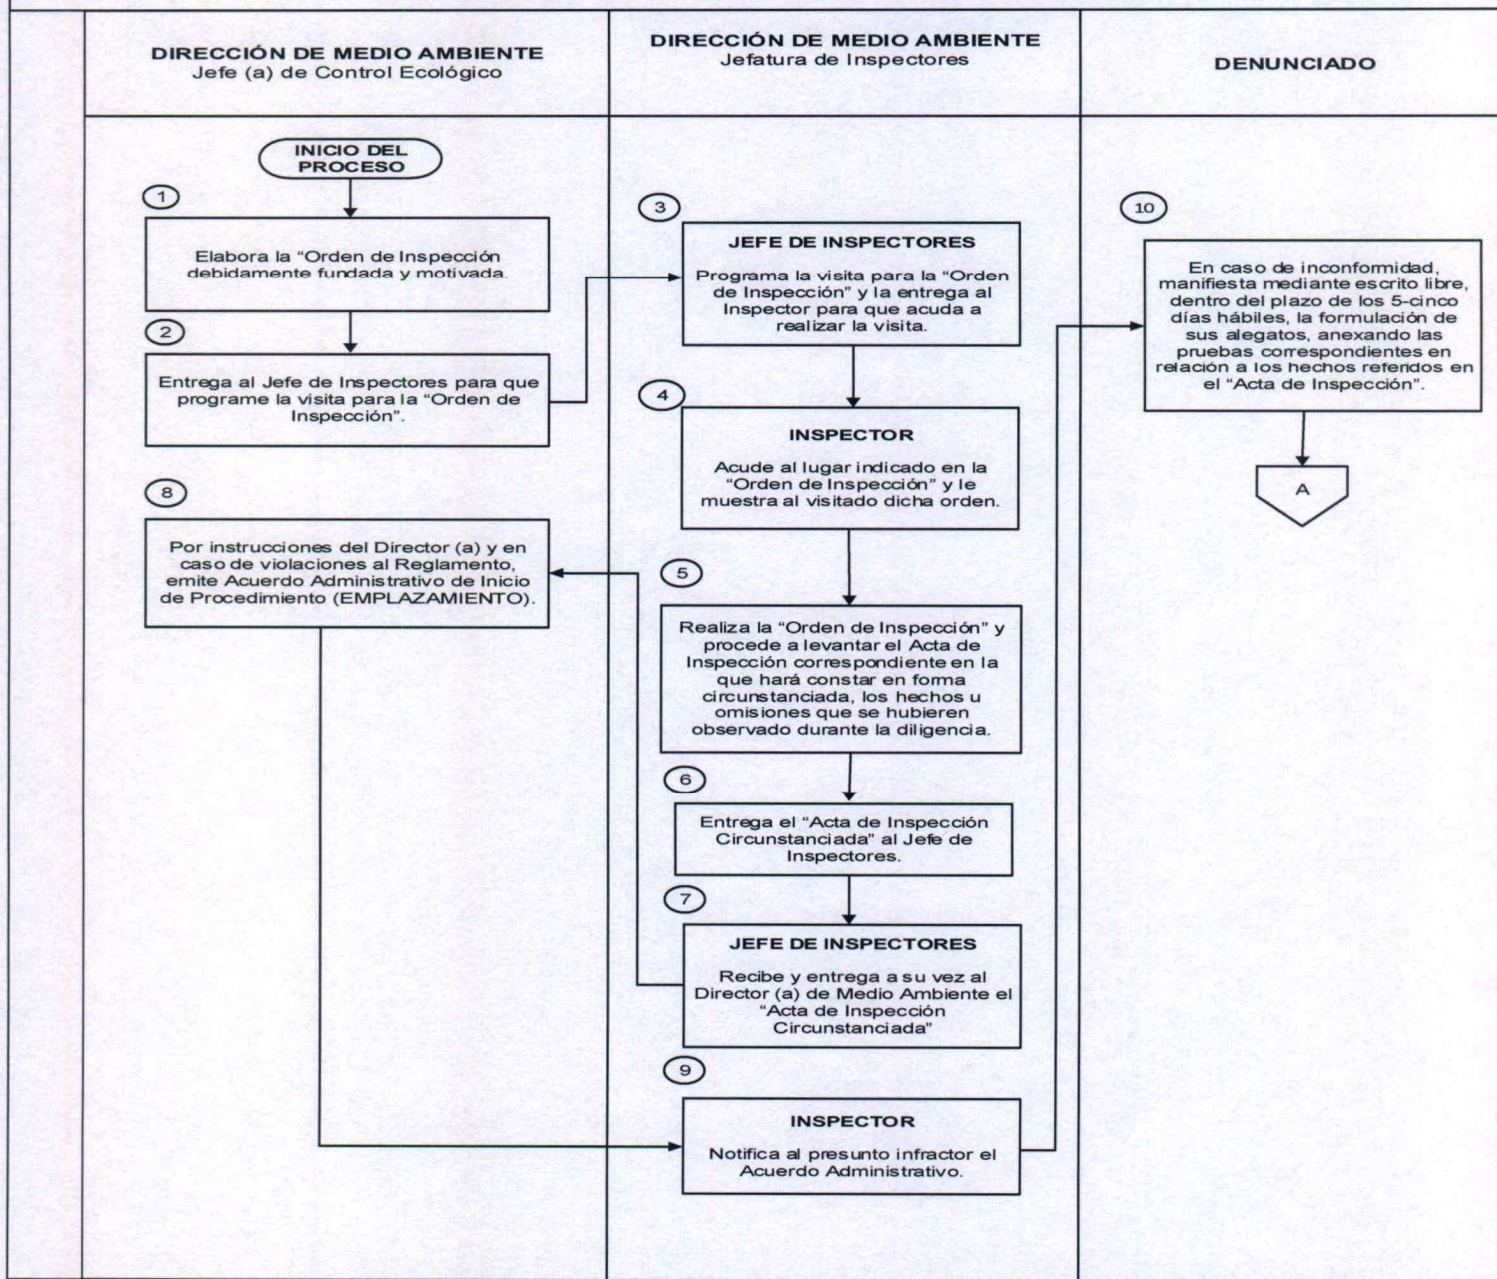 DIRECCIÓN DE MEDIO AMBIENTE
Jefe (a) de Control Ecológico
DIRECCIÓN DE MEDIO AMBIENTE
Jefatura de Inspectores
DENUNCIADO
INICIO DEL
PROCESO
1
Elabora la “Orden de Inspección
debidamente fundada y motivada.
2
Entrega al Jefe de Inspectores para que
programe la visita para la “Orden de
Inspección”.
3
JEFE DE INSPECTORES
Programa la visita para la “Orden
de Inspección” y la entrega al
Inspector para que acuda a
realizar la visita.
4
INSPECTOR
Acude al lugar indicado en la
“Orden de Inspección” y le
muestra al visitado dicha orden.
5
Realiza la “Orden de Inspección” y
procede a levantar el Acta de
Inspección correspondiente en la
que hará constar en forma
circunstanciada, los hechos u
omisiones que se hubieren
observado durante la diligencia.
6
Entrega el “Acta de Inspección
Circunstanciada” al Jefe de
Inspectores.
7
JEFE DE INSPECTORES
Recibe y entrega a su vez al
Director (a) de Medio Ambiente el
“Acta de Inspección
Circunstanciada”
8
Por instrucciones del Director (a) y en
caso de violaciones al Reglamento,
emite Acuerdo Administrativo de Inicio
de Procedimiento (EMPLAZAMIENTO).
9
INSPECTOR
Notifica al presunto infractor el
Acuerdo Administrativo.
10
En caso de inconformidad,
manifiesta mediante escrito libre,
dentro del plazo de los 5-cinco
días hábiles, la formulación de
sus alegatos, anexando las
pruebas correspondientes en
relación a los hechos referidos en
el “Acta de Inspección”.
A